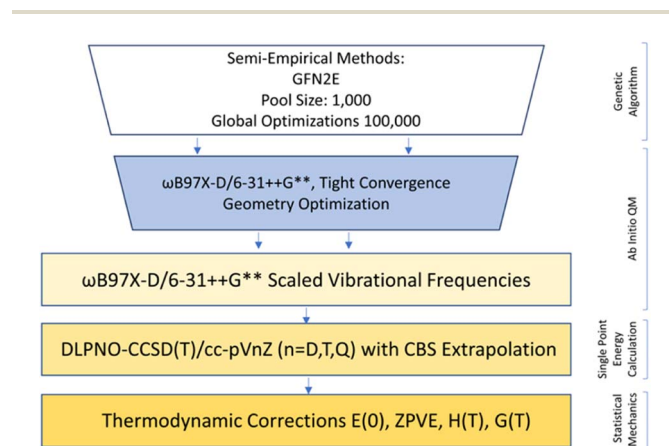 Semi-Empirical Methods:
GFN2E
Pool Size: 1,000
Global Optimizations 100,000
Genetic
Algorithm
ωB97X-D/6-31++G**, Tight Convergence
Geometry Optimization
Ab Initio QM
ωB97X-D/6-31++G** Scaled Vibrational Frequencies
DLPNO-CCSD(T)/cc-pVnZ (n=D,T,Q) with CBS Extrapolation
Single Point
Energy
Calculation
Thermodynamic Corrections E(0), ZPVE, H(T), G(T)
Statistical
Mechanics